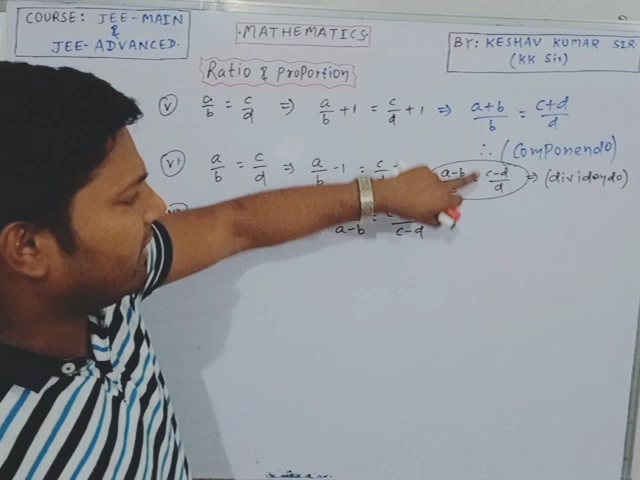 COURSE: JEE-MAIN
&
JEE-ADVANCED.
MATHEMATICS
BY: KESHAV KUMAR SIR.
(KK Sir)
Ratio & Proportion
(v) a/b = c/d ⇒ a/b + 1 = c/d + 1 ⇒ (a+b)/b = (c+d)/d
∴ (Componendo)
(vi) a/b = c/d ⇒ a/b - 1 = c/ (a-b) (c-d)/d ⇒ (dividendo)
a-b = c-d